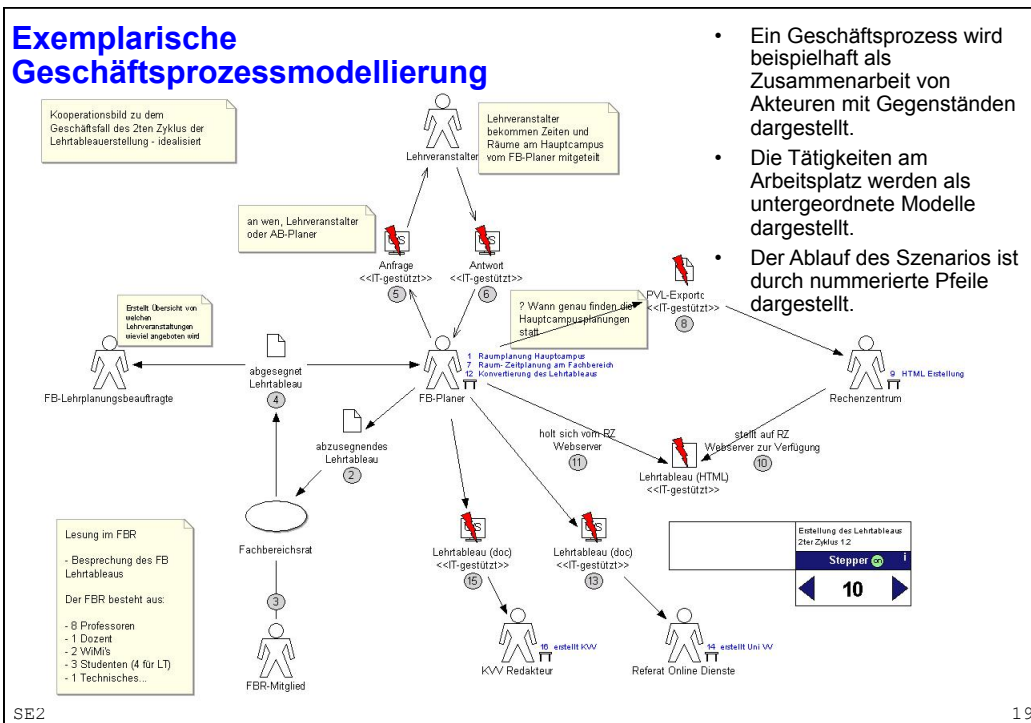 Exemplarische
Geschäftsprozessmodellierung
• Ein Geschäftsprozess wird
beispielhaft als
Zusammenarbeit von
Akteuren mit Gegenständen
dargestellt.
• Die Tätigkeiten am
Arbeitsplatz werden als
untergeordnete Modelle
dargestellt.
• Der Ablauf des Szenarios ist
durch nummerierte Pfeile
dargestellt.
Kooperationsbild zu dem
Geschäftsfall des 2ten Zyklus der
Lehrtableauerstellung - idealisiert
Lehrveranstalter
Lehrveranstalter
bekommen Zeiten und
Räume am Hauptcampus
vom FB-Planer mitgeteilt
an wen, Lehrveranstalter
oder AB-Planer
Anfrage
<<IT-gestützt>>
5
Antwort
<<IT-gestützt>>
6
? Wann genau finden die
Hauptcampusplanungen
statt
PVL-Exporte
<<IT-gestützt>>
8
Erstellt Übersicht von
welchen
Lehrveranstaltungen
wieviel angeboten wird
FB-Lehrplanungsbeauftragte
abgesegnet
Lehrtableau
4
1 Raumplanung Hauptcampus
7 Raum- Zeitplanung am Fachbereich
12 Konvertierung des Lehrtableaus
FB-Planer
9 HTML Erstellung
Rechenzentrum
abzusegnendes
Lehrtableau
2
holt sich vom RZ
Webserver
11
stellt auf RZ
Webserver zur Verfügung
10
Lehrtableau (HTML)
<<IT-gestützt>>
Fachbereichsrat
Lesung im FBR
- Besprechung des FB
Lehrtableaus
Der FBR besteht aus:
- 8 Professoren
- 1 Dozent
- 2 WiMi's
- 3 Studenten (4 für LT)
- 1 Technisches...
3
FBR-Mitglied
Lehrtableau (doc)
<<IT-gestützt>>
15
Lehrtableau (doc)
<<IT-gestützt>>
13
16 erstellt KVV
KVV Redakteur
14 erstellt Uni VV
Referat Online Dienste
Erstellung des Lehrtableaus
2ter Zyklus 1.2
Stepper on i
10
SE2
19